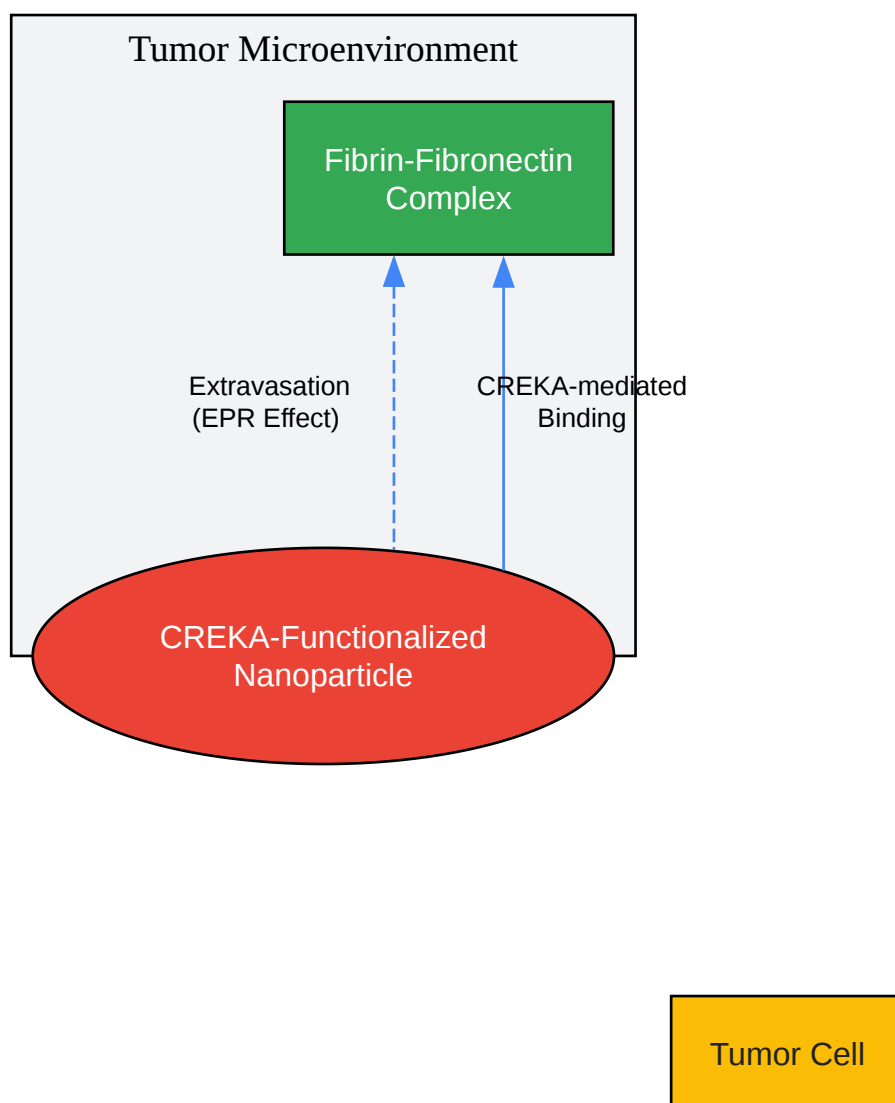 Tumor Microenvironment
Fibrin-Fibronectin
Complex
Extravasation
(EPR Effect)
CREKA-mediated
Binding
CREKA-Functionalized
Nanoparticle
Tumor Cell